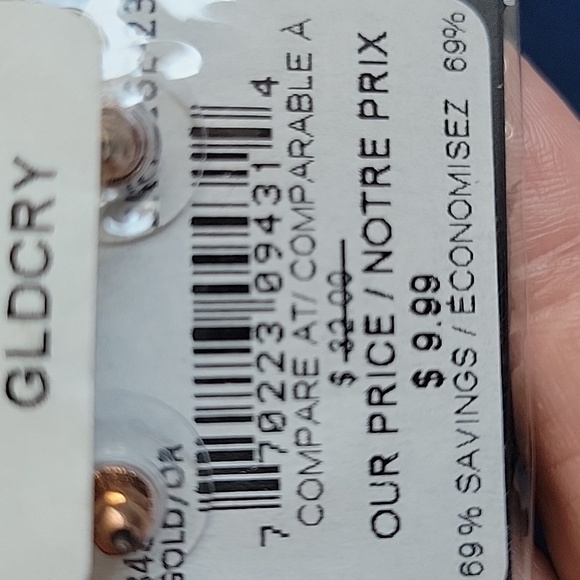 GLDCRY
GOLD/OR
7 70223 09431 4
COMPARE AT/ COMPARABLE À
$ 32.00
OUR PRICE / NOTRE PRIX
$ 9.99
69% SAVINGS / ÉCONOMISEZ 69%